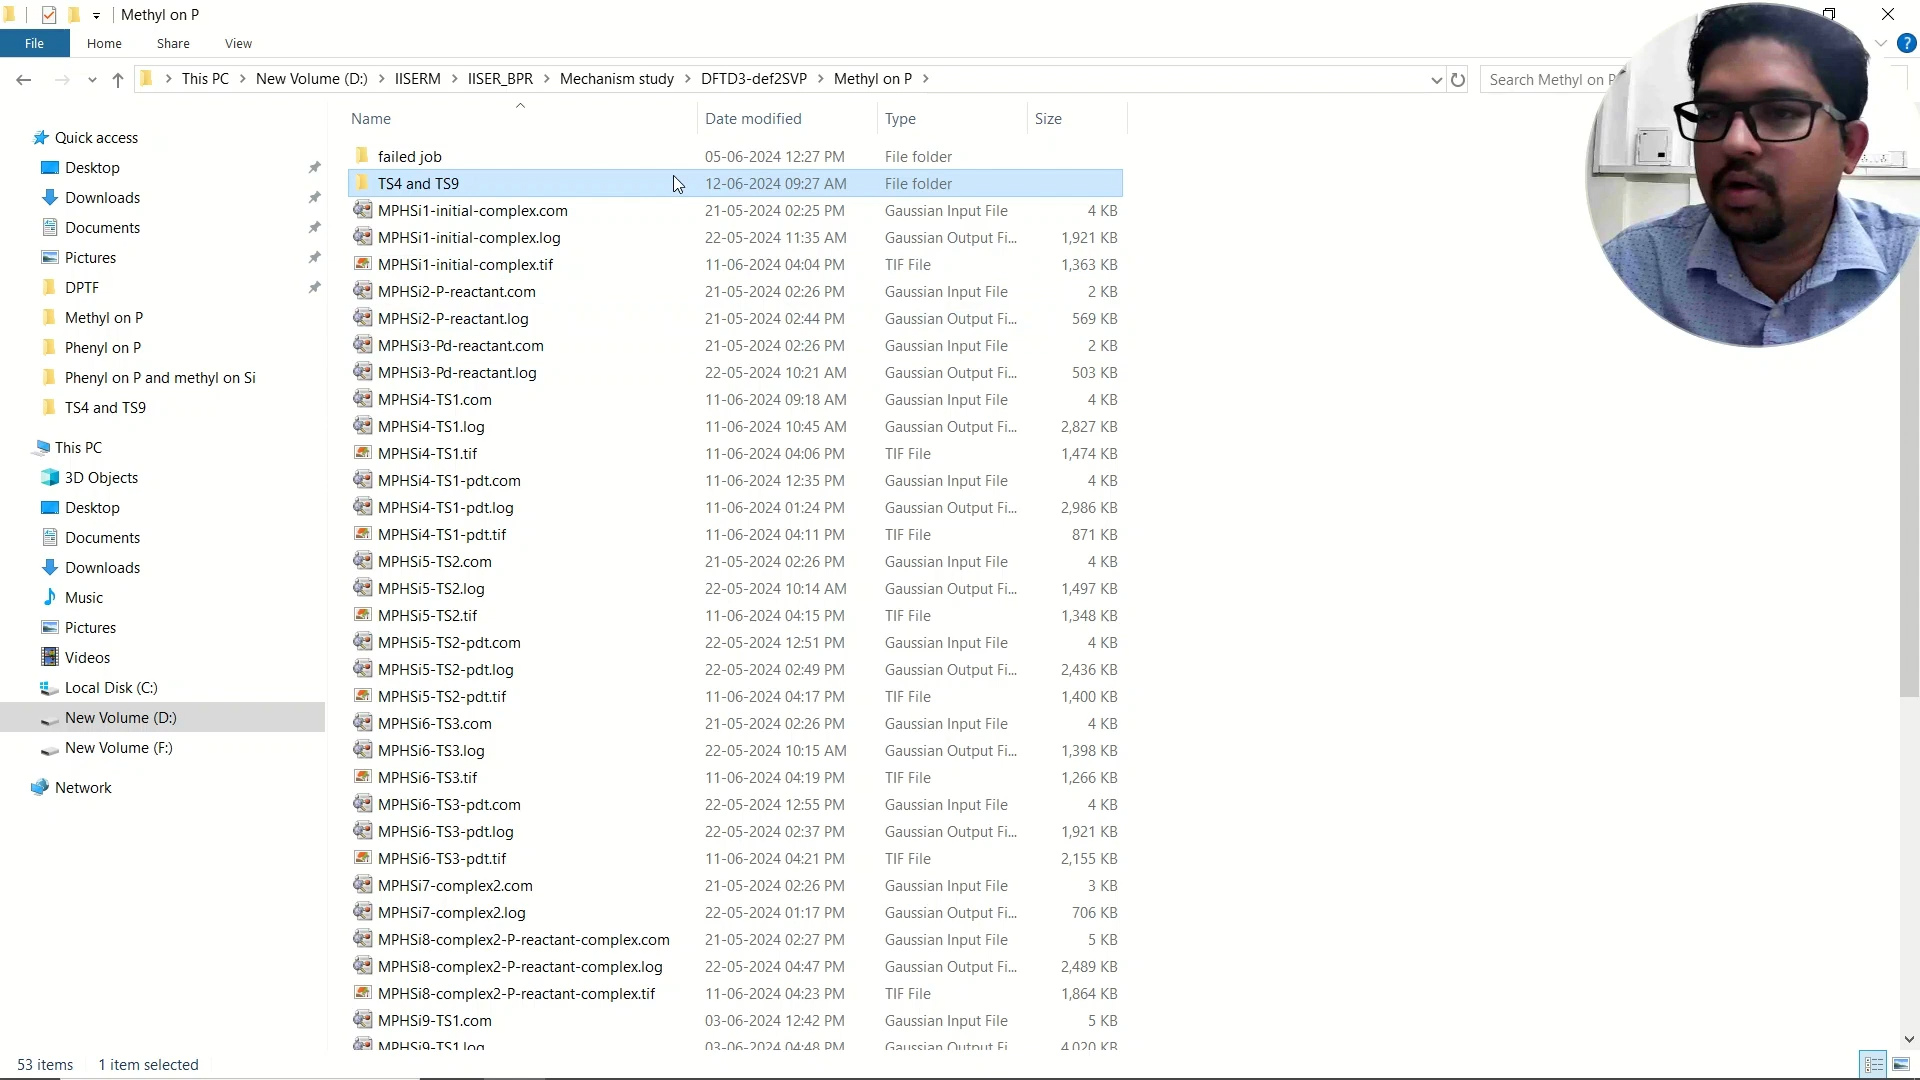 Methyl on P
File Home Share View
This PC New Volume (D:) IISERM IISER_BPR Mechanism study DFTD3-def2SVP Methyl on P
Search Methyl on P
Quick access
Desktop
Downloads
Documents
Pictures
DPTF
Methyl on P
Phenyl on P
Phenyl on P and methyl on Si
TS4 and TS9
This PC
3D Objects
Desktop
Documents
Downloads
Music
Pictures
Videos
Local Disk (C:)
New Volume (D:)
New Volume (F:)
Network
Name Date modified Type Size
failed job 05-06-2024 12:27 PM File folder
TS4 and TS9 12-06-2024 09:27 AM File folder
MPHSi1-initial-complex.com 21-05-2024 02:25 PM Gaussian Input File 4 KB
MPHSi1-initial-complex.log 22-05-2024 11:35 AM Gaussian Output Fi... 1,921 KB
MPHSi1-initial-complex.tif 11-06-2024 04:04 PM TIF File 1,363 KB
MPHSi2-P-reactant.com 21-05-2024 02:26 PM Gaussian Input File 2 KB
MPHSi2-P-reactant.log 21-05-2024 02:44 PM Gaussian Output Fi... 569 KB
MPHSi3-Pd-reactant.com 21-05-2024 02:26 PM Gaussian Input File 2 KB
MPHSi3-Pd-reactant.log 22-05-2024 10:21 AM Gaussian Output Fi... 503 KB
MPHSi4-TS1.com 11-06-2024 09:18 AM Gaussian Input File 4 KB
MPHSi4-TS1.log 11-06-2024 10:45 AM Gaussian Output Fi... 2,827 KB
MPHSi4-TS1.tif 11-06-2024 04:06 PM TIF File 1,474 KB
MPHSi4-TS1-pdt.com 11-06-2024 12:35 PM Gaussian Input File 4 KB
MPHSi4-TS1-pdt.log 11-06-2024 01:24 PM Gaussian Output Fi... 2,986 KB
MPHSi4-TS1-pdt.tif 11-06-2024 04:11 PM TIF File 871 KB
MPHSi5-TS2.com 21-05-2024 02:26 PM Gaussian Input File 4 KB
MPHSi5-TS2.log 22-05-2024 10:14 AM Gaussian Output Fi... 1,497 KB
MPHSi5-TS2.tif 11-06-2024 04:15 PM TIF File 1,348 KB
MPHSi5-TS2-pdt.com 22-05-2024 12:51 PM Gaussian Input File 4 KB
MPHSi5-TS2-pdt.log 22-05-2024 02:49 PM Gaussian Output Fi... 2,436 KB
MPHSi5-TS2-pdt.tif 11-06-2024 04:17 PM TIF File 1,400 KB
MPHSi6-TS3.com 21-05-2024 02:26 PM Gaussian Input File 4 KB
MPHSi6-TS3.log 22-05-2024 10:15 AM Gaussian Output Fi... 1,398 KB
MPHSi6-TS3.tif 11-06-2024 04:19 PM TIF File 1,266 KB
MPHSi6-TS3-pdt.com 22-05-2024 12:55 PM Gaussian Input File 4 KB
MPHSi6-TS3-pdt.log 22-05-2024 02:37 PM Gaussian Output Fi... 1,921 KB
MPHSi6-TS3-pdt.tif 11-06-2024 04:21 PM TIF File 2,155 KB
MPHSi7-complex2.com 21-05-2024 02:26 PM Gaussian Input File 3 KB
MPHSi7-complex2.log 22-05-2024 01:17 PM Gaussian Output Fi... 706 KB
MPHSi8-complex2-P-reactant-complex.com 21-05-2024 02:27 PM Gaussian Input File 5 KB
MPHSi8-complex2-P-reactant-complex.log 22-05-2024 04:47 PM Gaussian Output Fi... 2,489 KB
MPHSi8-complex2-P-reactant-complex.tif 11-06-2024 04:23 PM TIF File 1,864 KB
MPHSi9-TS1.com 03-06-2024 12:42 PM Gaussian Input File 5 KB
MPHSi9-TS1.log 03-06-2024 04:48 PM Gaussian Output Fi 4,020 KB
53 items 1 item selected